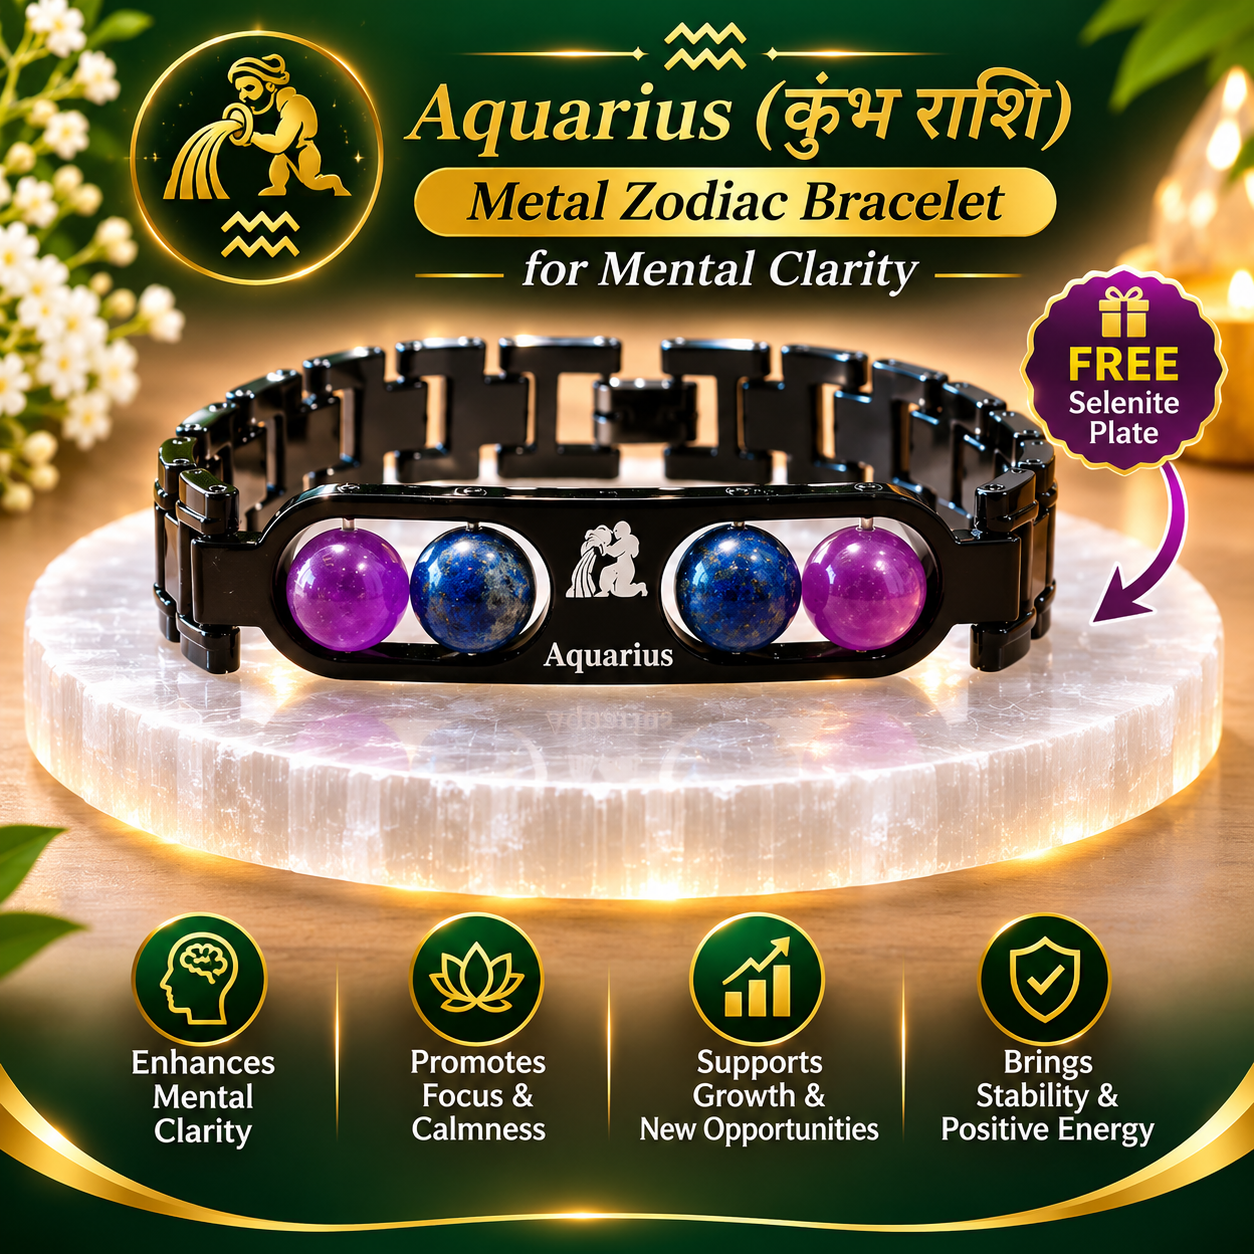 Aquarius (कुंभ राशि)
Metal Zodiac Bracelet
for Mental Clarity
FREE
Selenite
Plate
Aquarius
Enhances
Mental
Clarity
Promotes
Focus &
Calmness
Supports
Growth &
New Opportunities
Brings
Stability &
Positive Energy